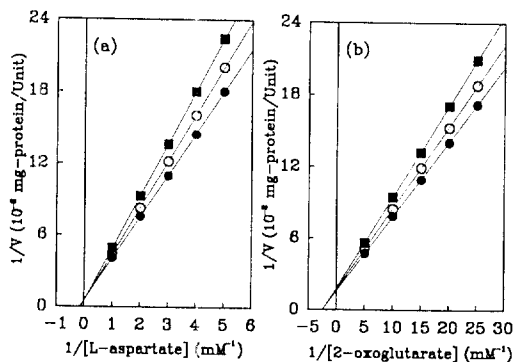 (a)
1/V (10⁻² mg-protein/Unit)
24
18
12
6
0
-1 0 1 2 3 4 5 6
1/[L-aspartate] (mM⁻¹)
(b)
1/V (10⁻² mg-protein/Unit)
24
18
12
6
0
-5 0 5 10 15 20 25 30
1/[2-oxoglutarate] (mM⁻¹)